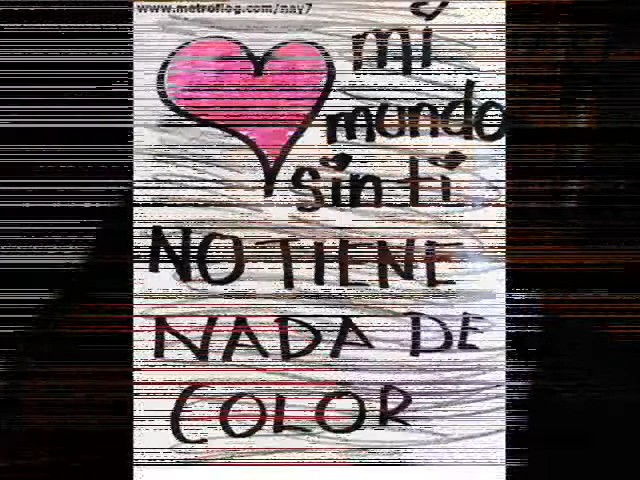 www.metroflog.com/nay7
mi
mundo
sin ti
NO TIENE
NADA DE
COLOR